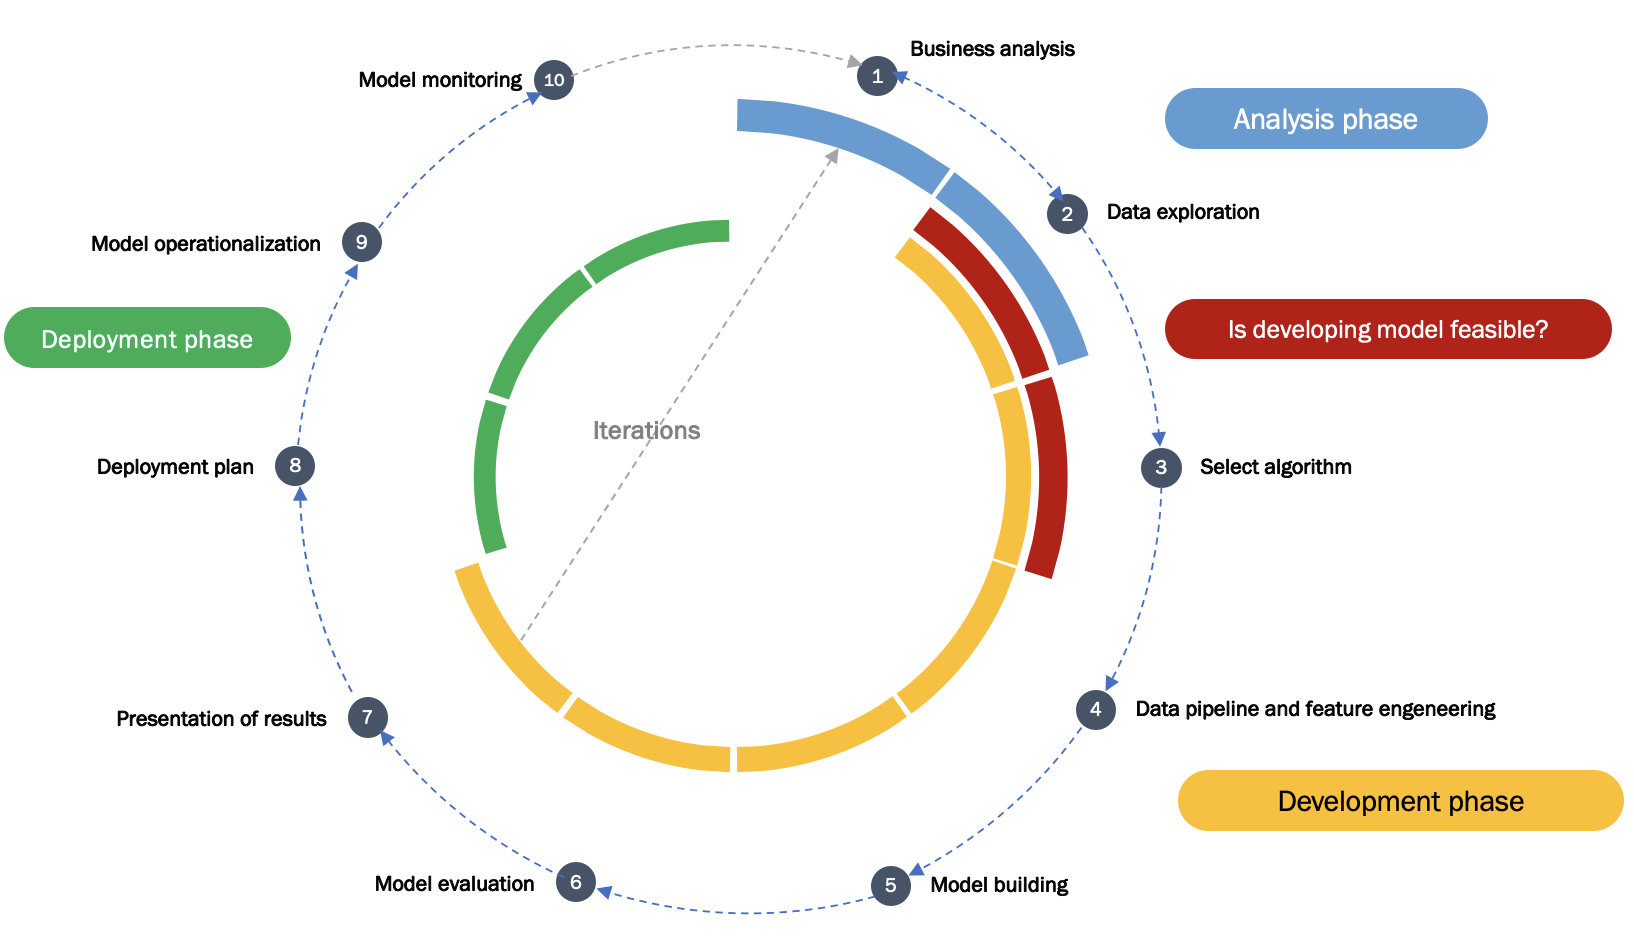 Business analysis
1
Model monitoring
10
Analysis phase
2
Data exploration
Model operationalization
9
Deployment phase
Is developing model feasible?
Iterations
Deployment plan
8
3
Select algorithm
Presentation of results
7
4
Data pipeline and feature engeneering
Development phase
Model evaluation
6
5
Model building